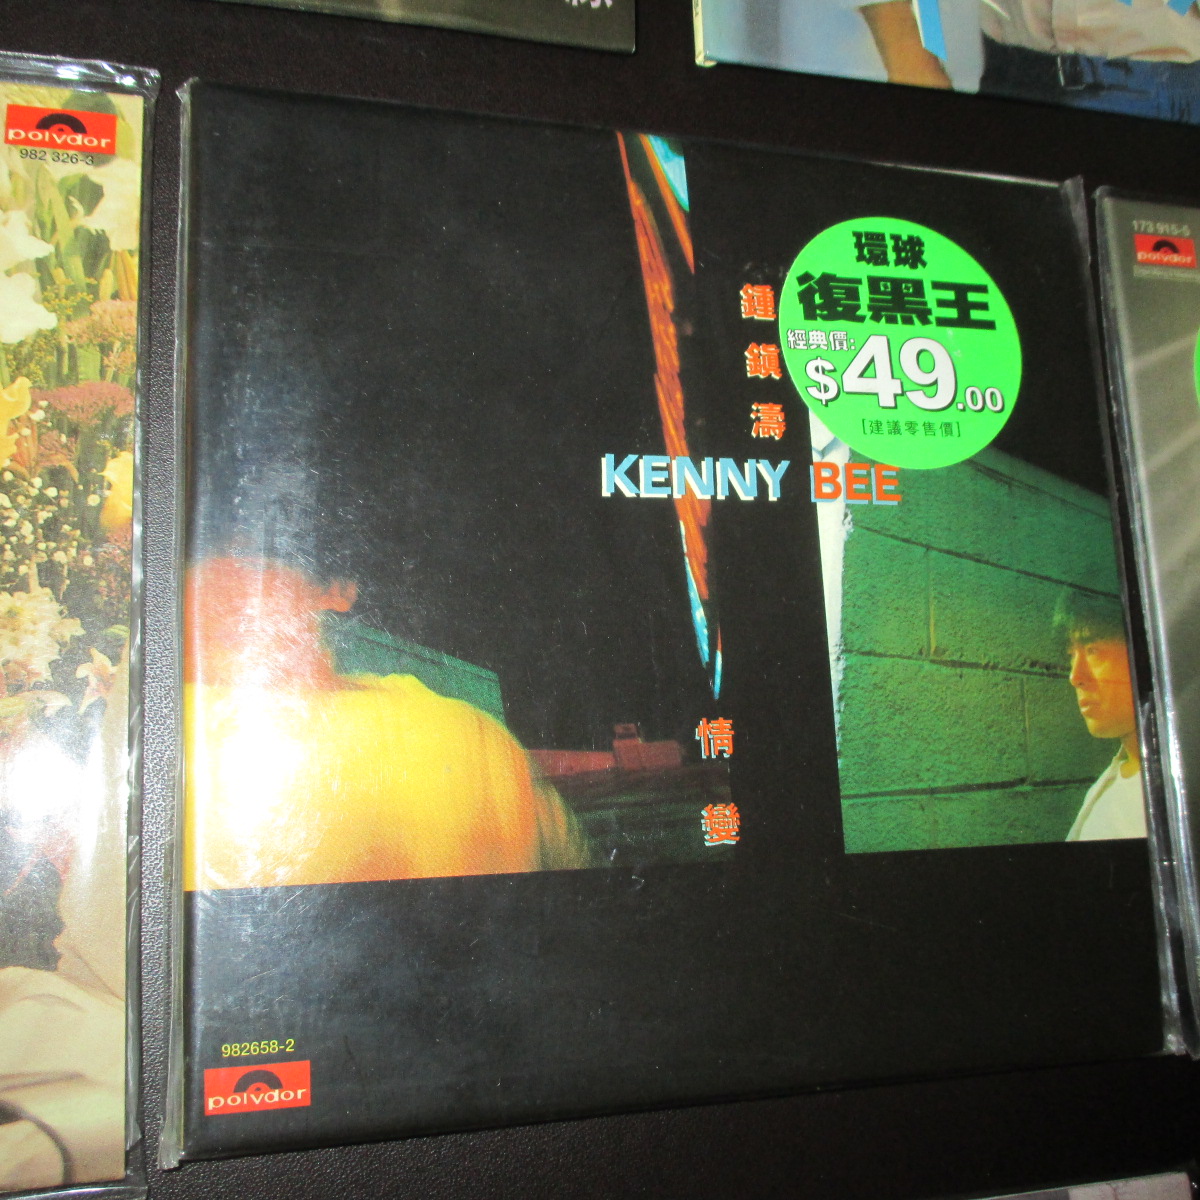 polydor
982 326-3
環球
復黑王
經典價:
$49.00
[建議零售價]
鍾鎮濤
KENNY BEE
情變
982658-2
polydor
173 915-5
polydor